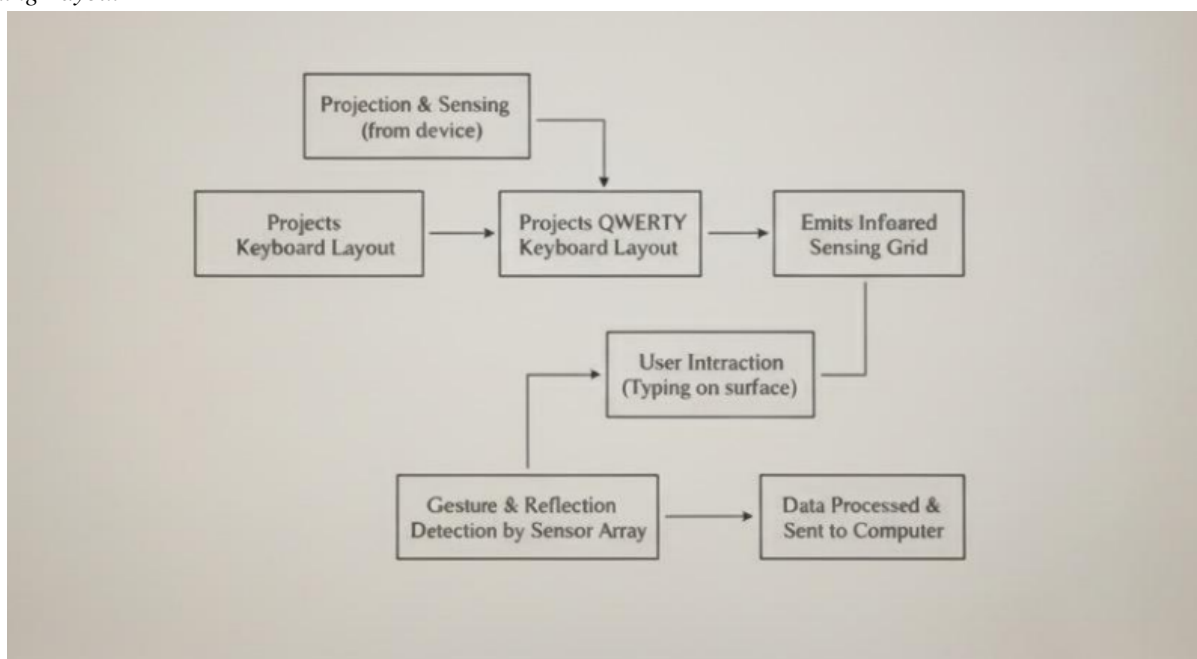 Projection & Sensing
(from device)
Projects
Keyboard Layout
Projects QWERTY
Keyboard Layout
Emits Infoared
Sensing Grid
User Interaction
(Typing on surface)
Gesture & Reflection
Detection by Sensor Array
Data Processed &
Sent to Computer